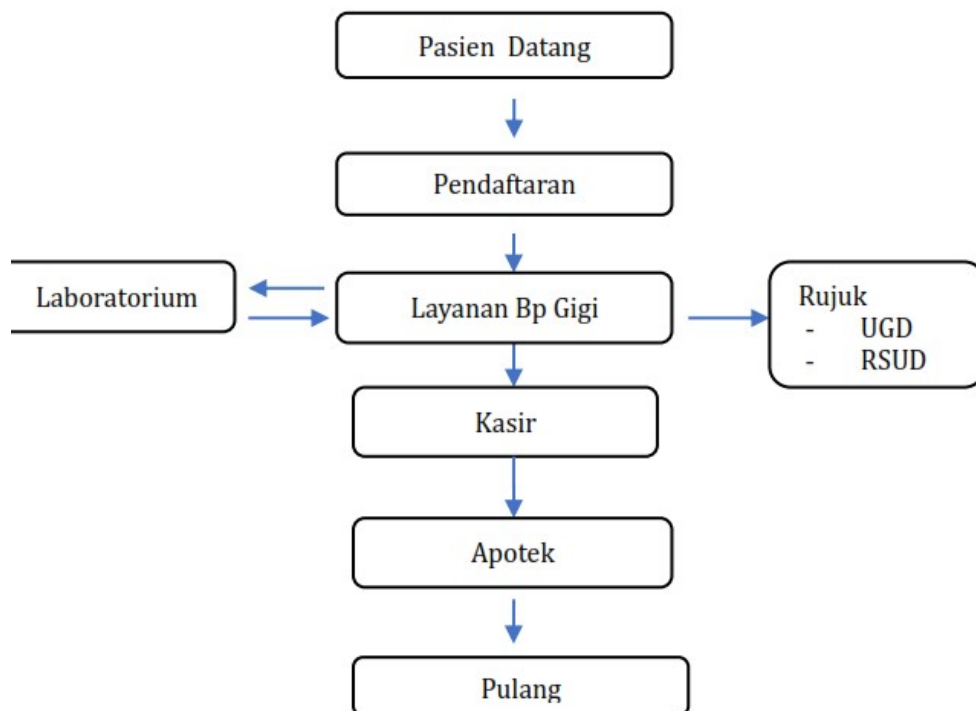 Pasien Datang
Pendaftaran
Laboratorium
Layanan Bp Gigi
Rujuk
- UGD
- RSUD
Kasir
Apotek
Pulang